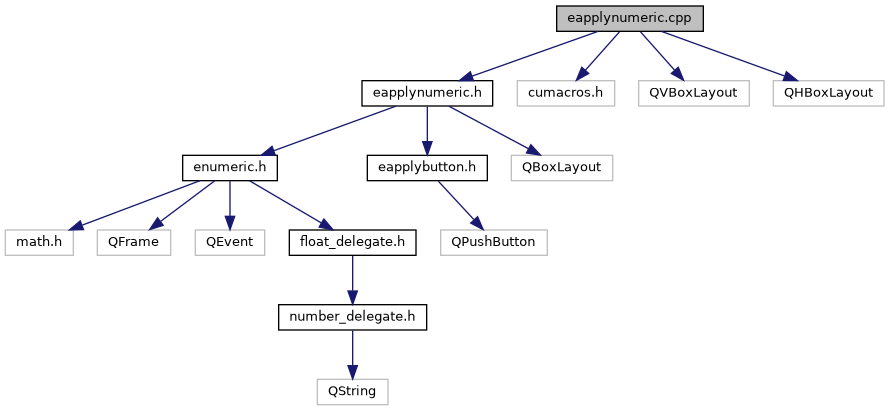 eapplynumeric.cpp
eapplynumeric.h
cumacros.h
QVBoxLayout
QHBoxLayout
enumeric.h
eapplybutton.h
QBoxLayout
math.h
QFrame
QEvent
float_delegate.h
QPushButton
number_delegate.h
QString